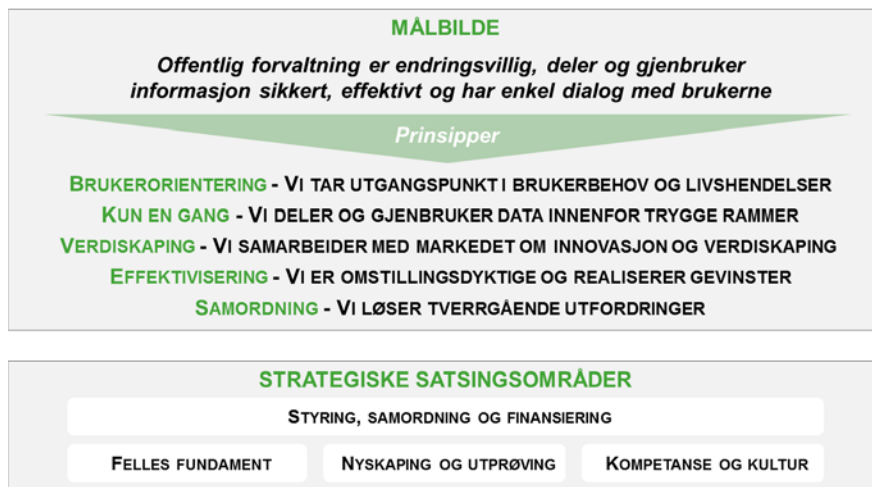 MÅLBILDE
Offentlig forvaltning er endringsvillig, deler og gjenbruker
informasjon sikkert, effektivt og har enkel dialog med brukerne
Prinsipper
BRUKERORIENTERING - VI TAR UTGANGSPUNKT I BRUKERBEHOV OG LIVSHENDELSER
KUN EN GANG - VI DELER OG GJENBRUKER DATA INNENFOR TRYGGE RAMMER
VERDISKAPING - VI SAMARBEIDER MED MARKEDET OM INNOVASJON OG VERDISKAPING
EFFEKTIVISERING - VI ER OMSTILLINGSDYKTIGE OG REALISERER GEVINSTER
SAMORDNING - VI LØSER TVERRGÅENDE UTFORDRINGER
STRATEGISKE SATSINGSOMRÅDER
STYRING, SAMORDNING OG FINANSIERING
FELLES FUNDAMENT
NYSKAPING OG UTPRØVING
KOMPETANSE OG KULTUR